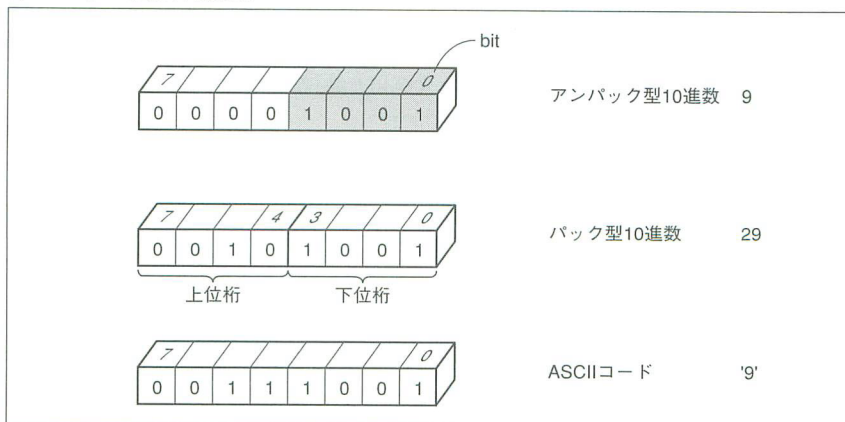 bit
7 0
0 0 0 0 1 0 0 1 アンパック型10進数 9
7 4 3 0
0 0 1 0 1 0 0 1 パック型10進数 29
上位桁 下位桁
7 0
0 0 1 1 1 0 0 1 ASCIIコード '9'